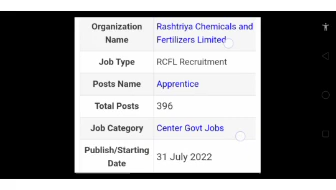 Organization Name
Rashtriya Chemicals and Fertilizers Limited
Job Type
RCFL Recruitment
Posts Name
Apprentice
Total Posts
396
Job Category
Center Govt Jobs
Publish/Starting Date
31 July 2022